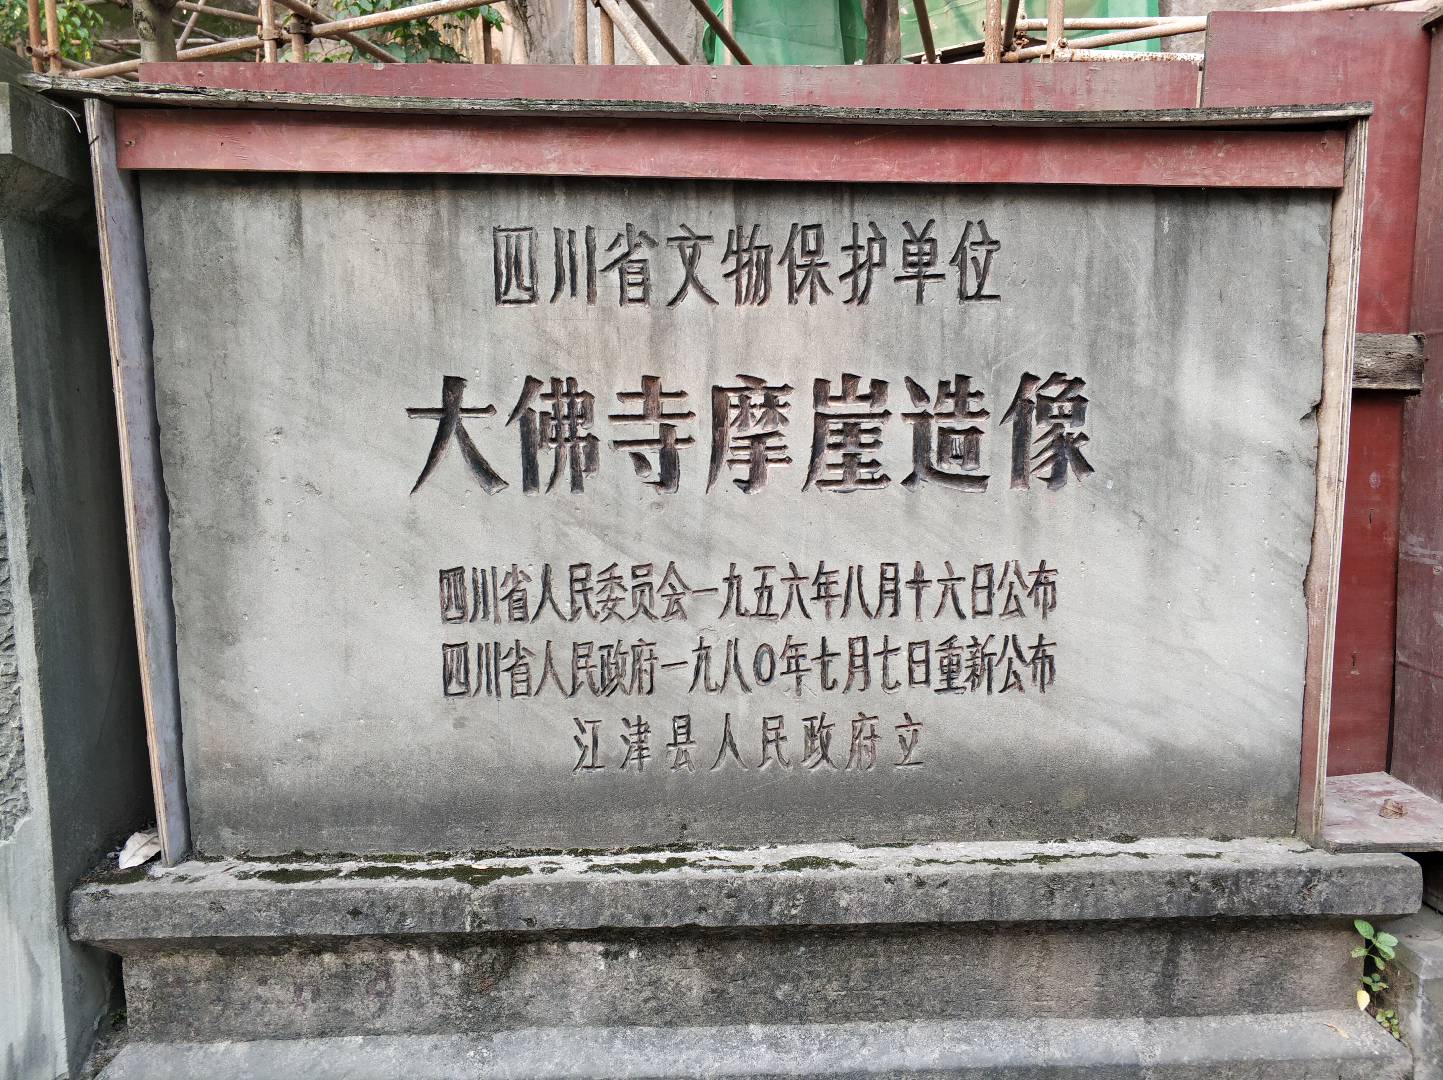 四川省文物保护单位
大佛寺摩崖造像
四川省人民委员会一九五六年八月十六日公布
四川省人民政府一九八〇年七月七日重新公布
江津县人民政府立